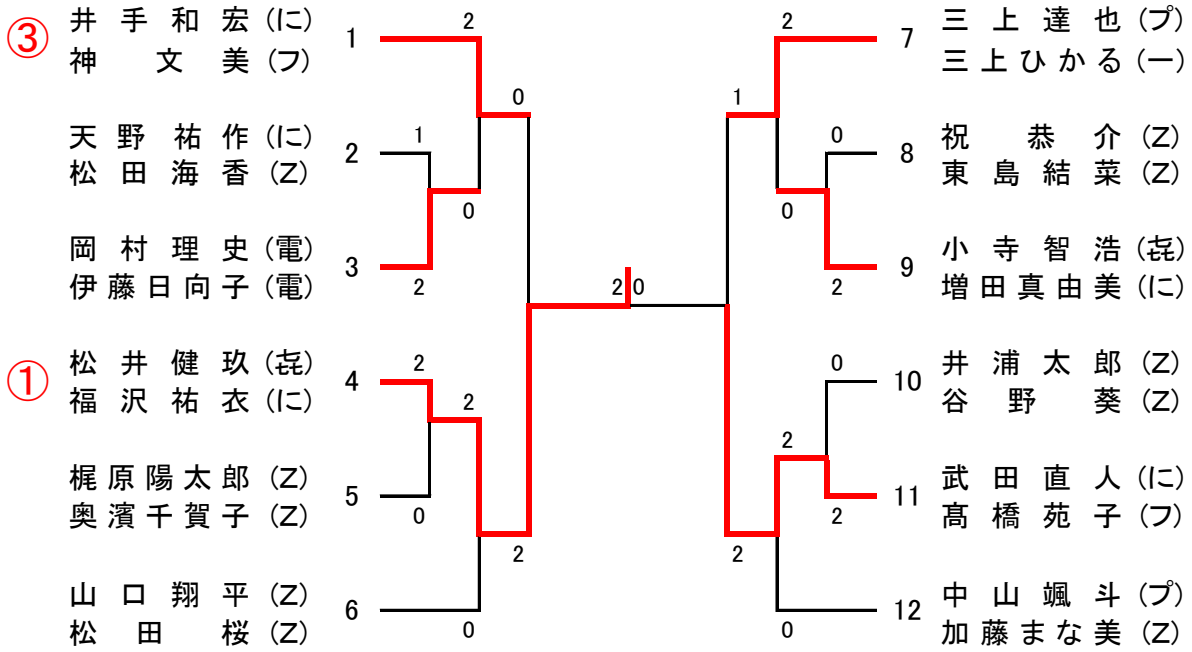 ③
井手和宏(に)
神文美(フ)
1
2
天野祐作(に)
松田海香(Z)
2
1
岡村理史(電)
伊藤日向子(電)
3
2
0
0
①
松井健玖(㐂)
福沢祐衣(に)
4
2
2
梶原陽太郎(Z)
奥濱千賀子(Z)
5
0
山口翔平(Z)
松田桜(Z)
6
0
2
2 0
三上達也(プ)
三上ひかる(一)
7
2
1
祝恭介(Z)
東島結菜(Z)
8
0
小寺智浩(㐂)
増田真由美(に)
9
2
0
井浦太郎(Z)
谷野葵(Z)
10
0
2
武田直人(に)
髙橋苑子(フ)
11
2
中山颯斗(プ)
加藤まな美(Z)
12
0
2